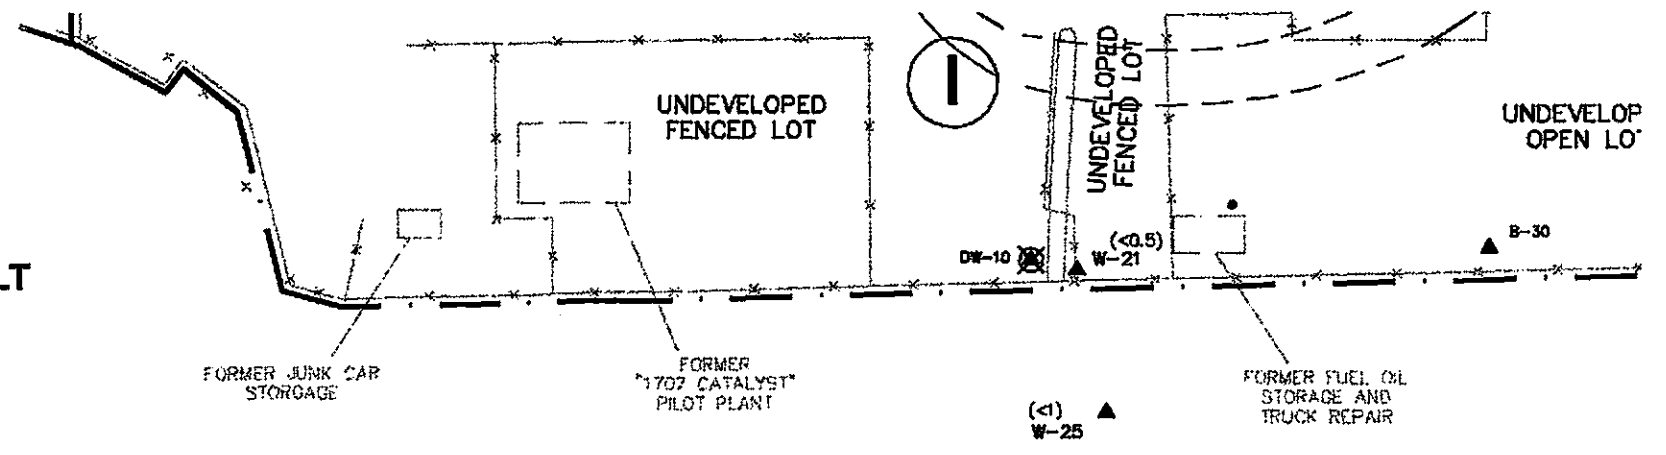 UNDEVELOPED
FENCED LOT
I
UNDEVELOPED
FENCED LOT
UNDEVELOP
OPEN LO
DW-10
(<0.5)
W-21
B-30
LT
FORMER JUNK CAR
STORGAGE
FORMER
"1707 CATALYST"
PILOT PLANT
FORMER FUEL OIL
STORAGE AND
TRUCK REPAIR
(<1)
W-25